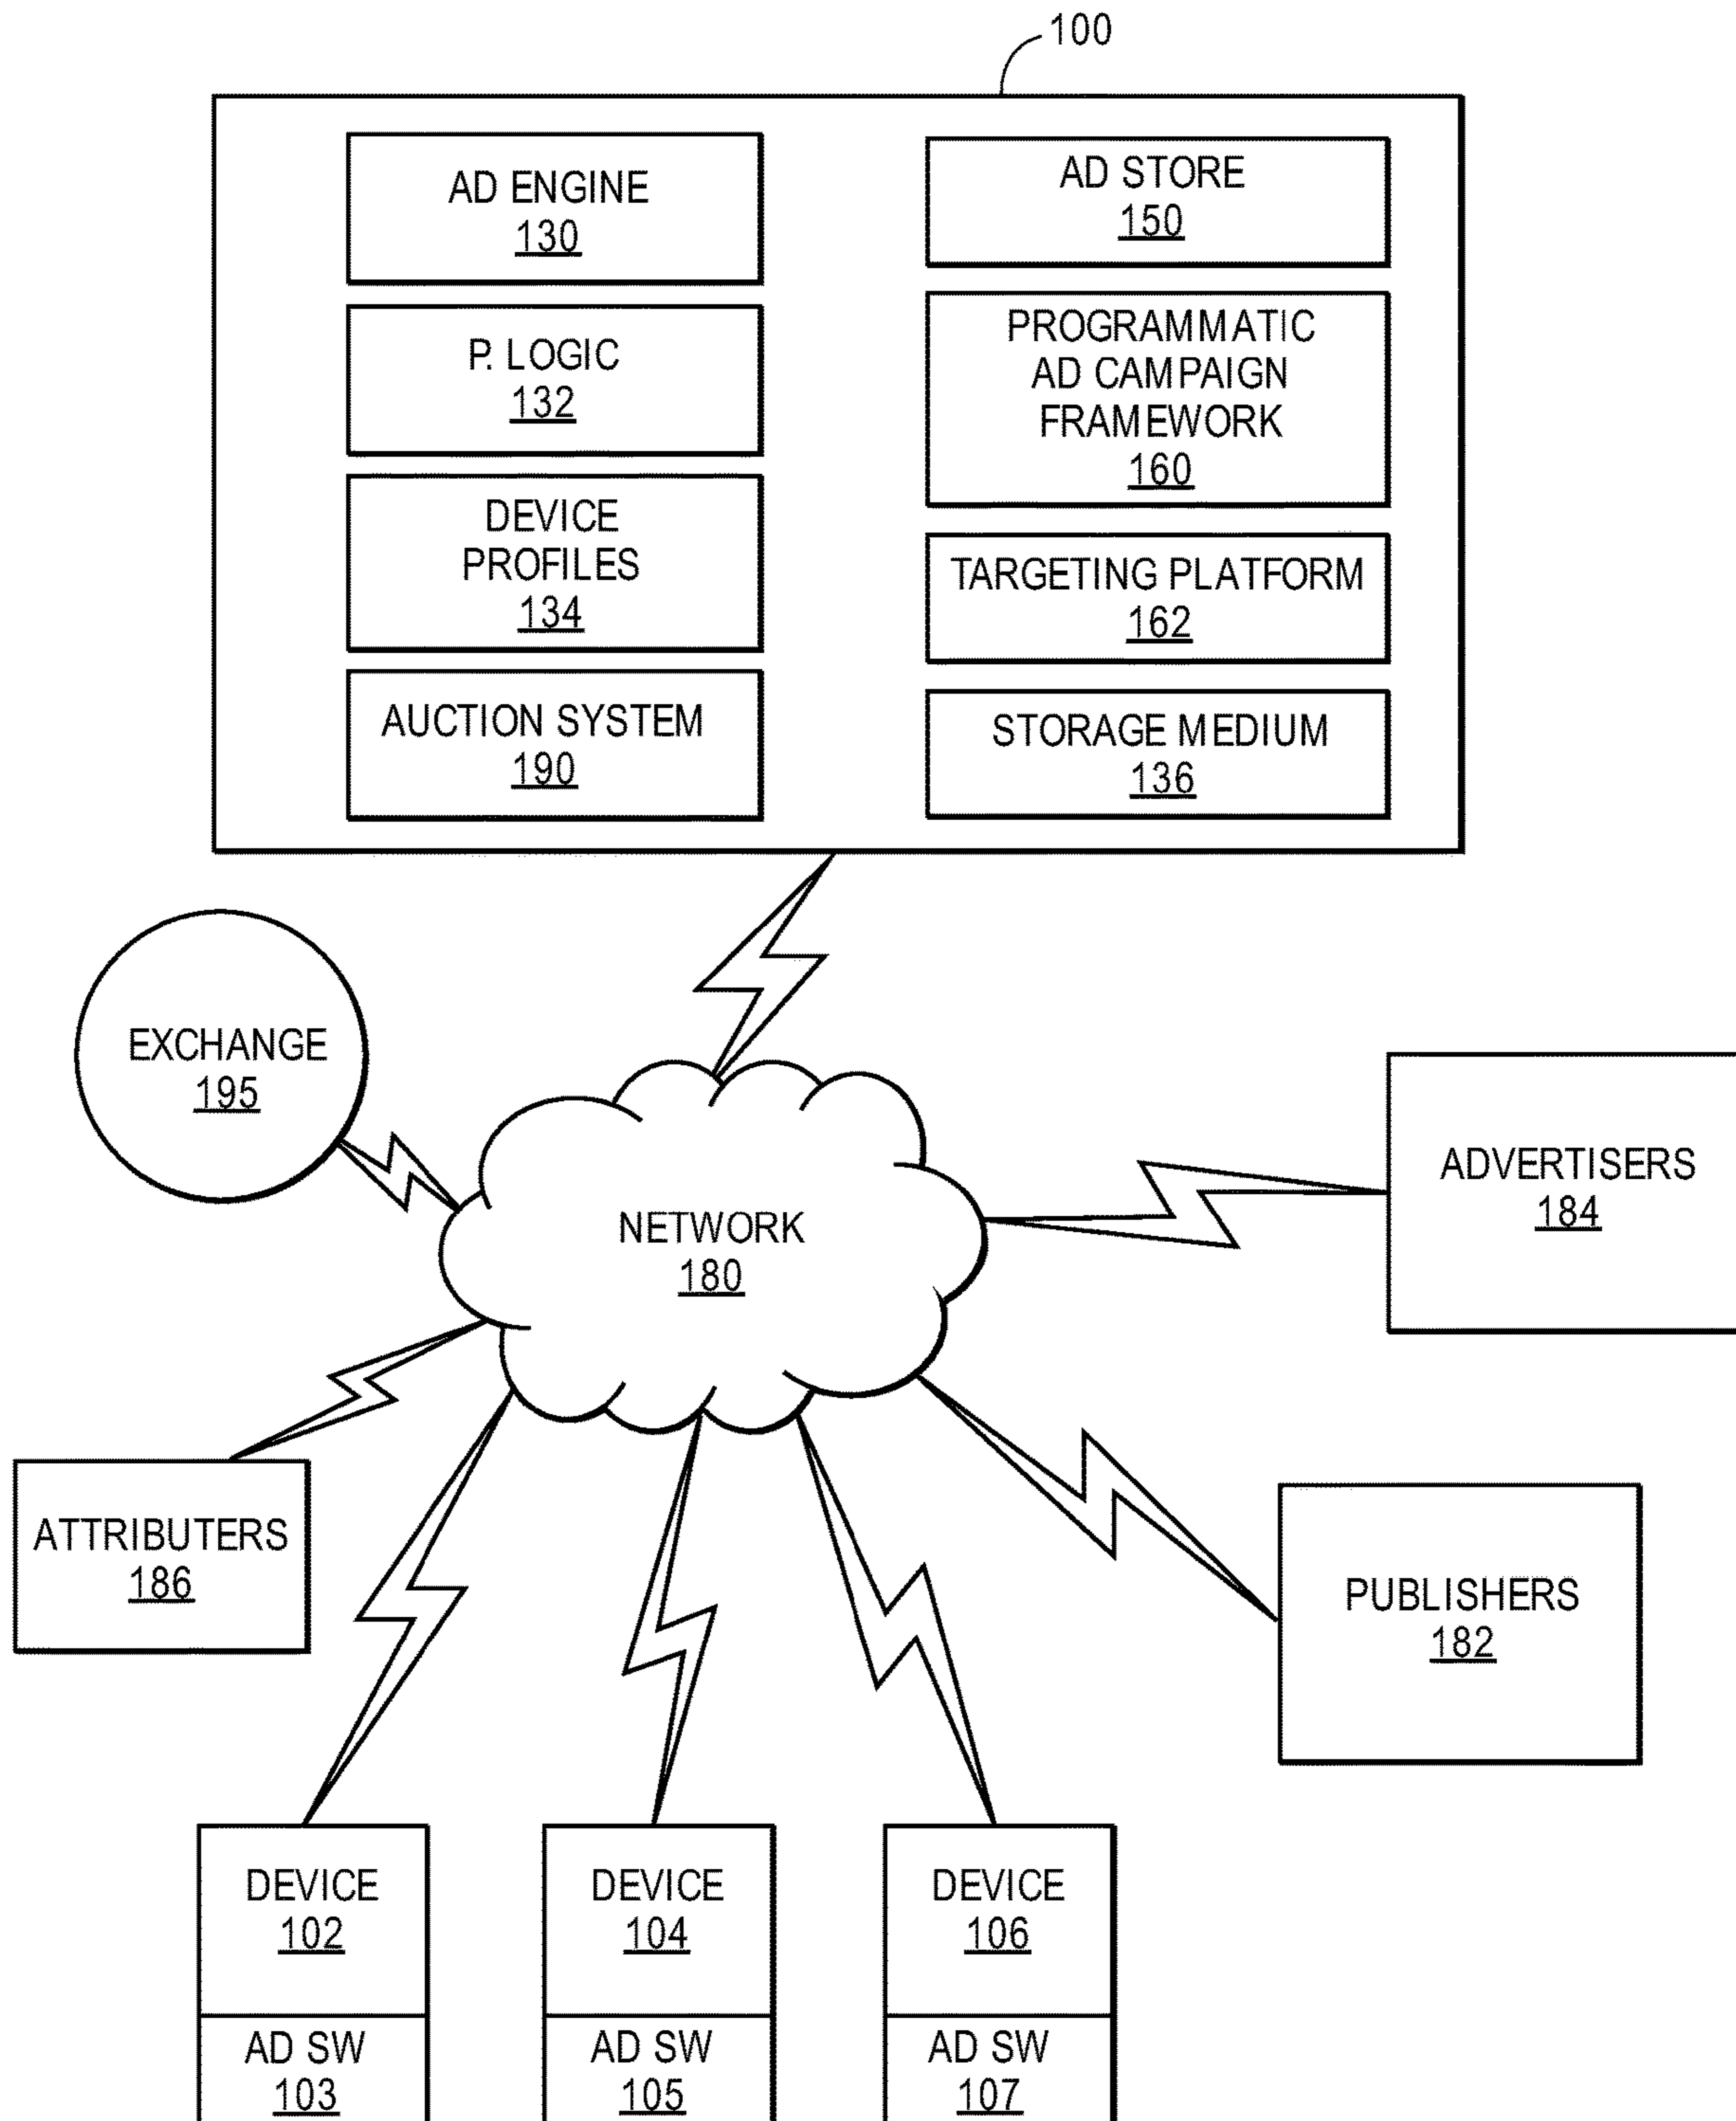 100
AD ENGINE
130
P. LOGIC
132
DEVICE
PROFILES
134
AUCTION SYSTEM
190
AD STORE
150
PROGRAMMATIC
AD CAMPAIGN
FRAMEWORK
160
TARGETING PLATFORM
162
STORAGE MEDIUM
136
EXCHANGE
195
NETWORK
180
ADVERTISERS
184
ATTRIBUTERS
186
PUBLISHERS
182
DEVICE
102
AD SW
103
DEVICE
104
AD SW
105
DEVICE
106
AD SW
107